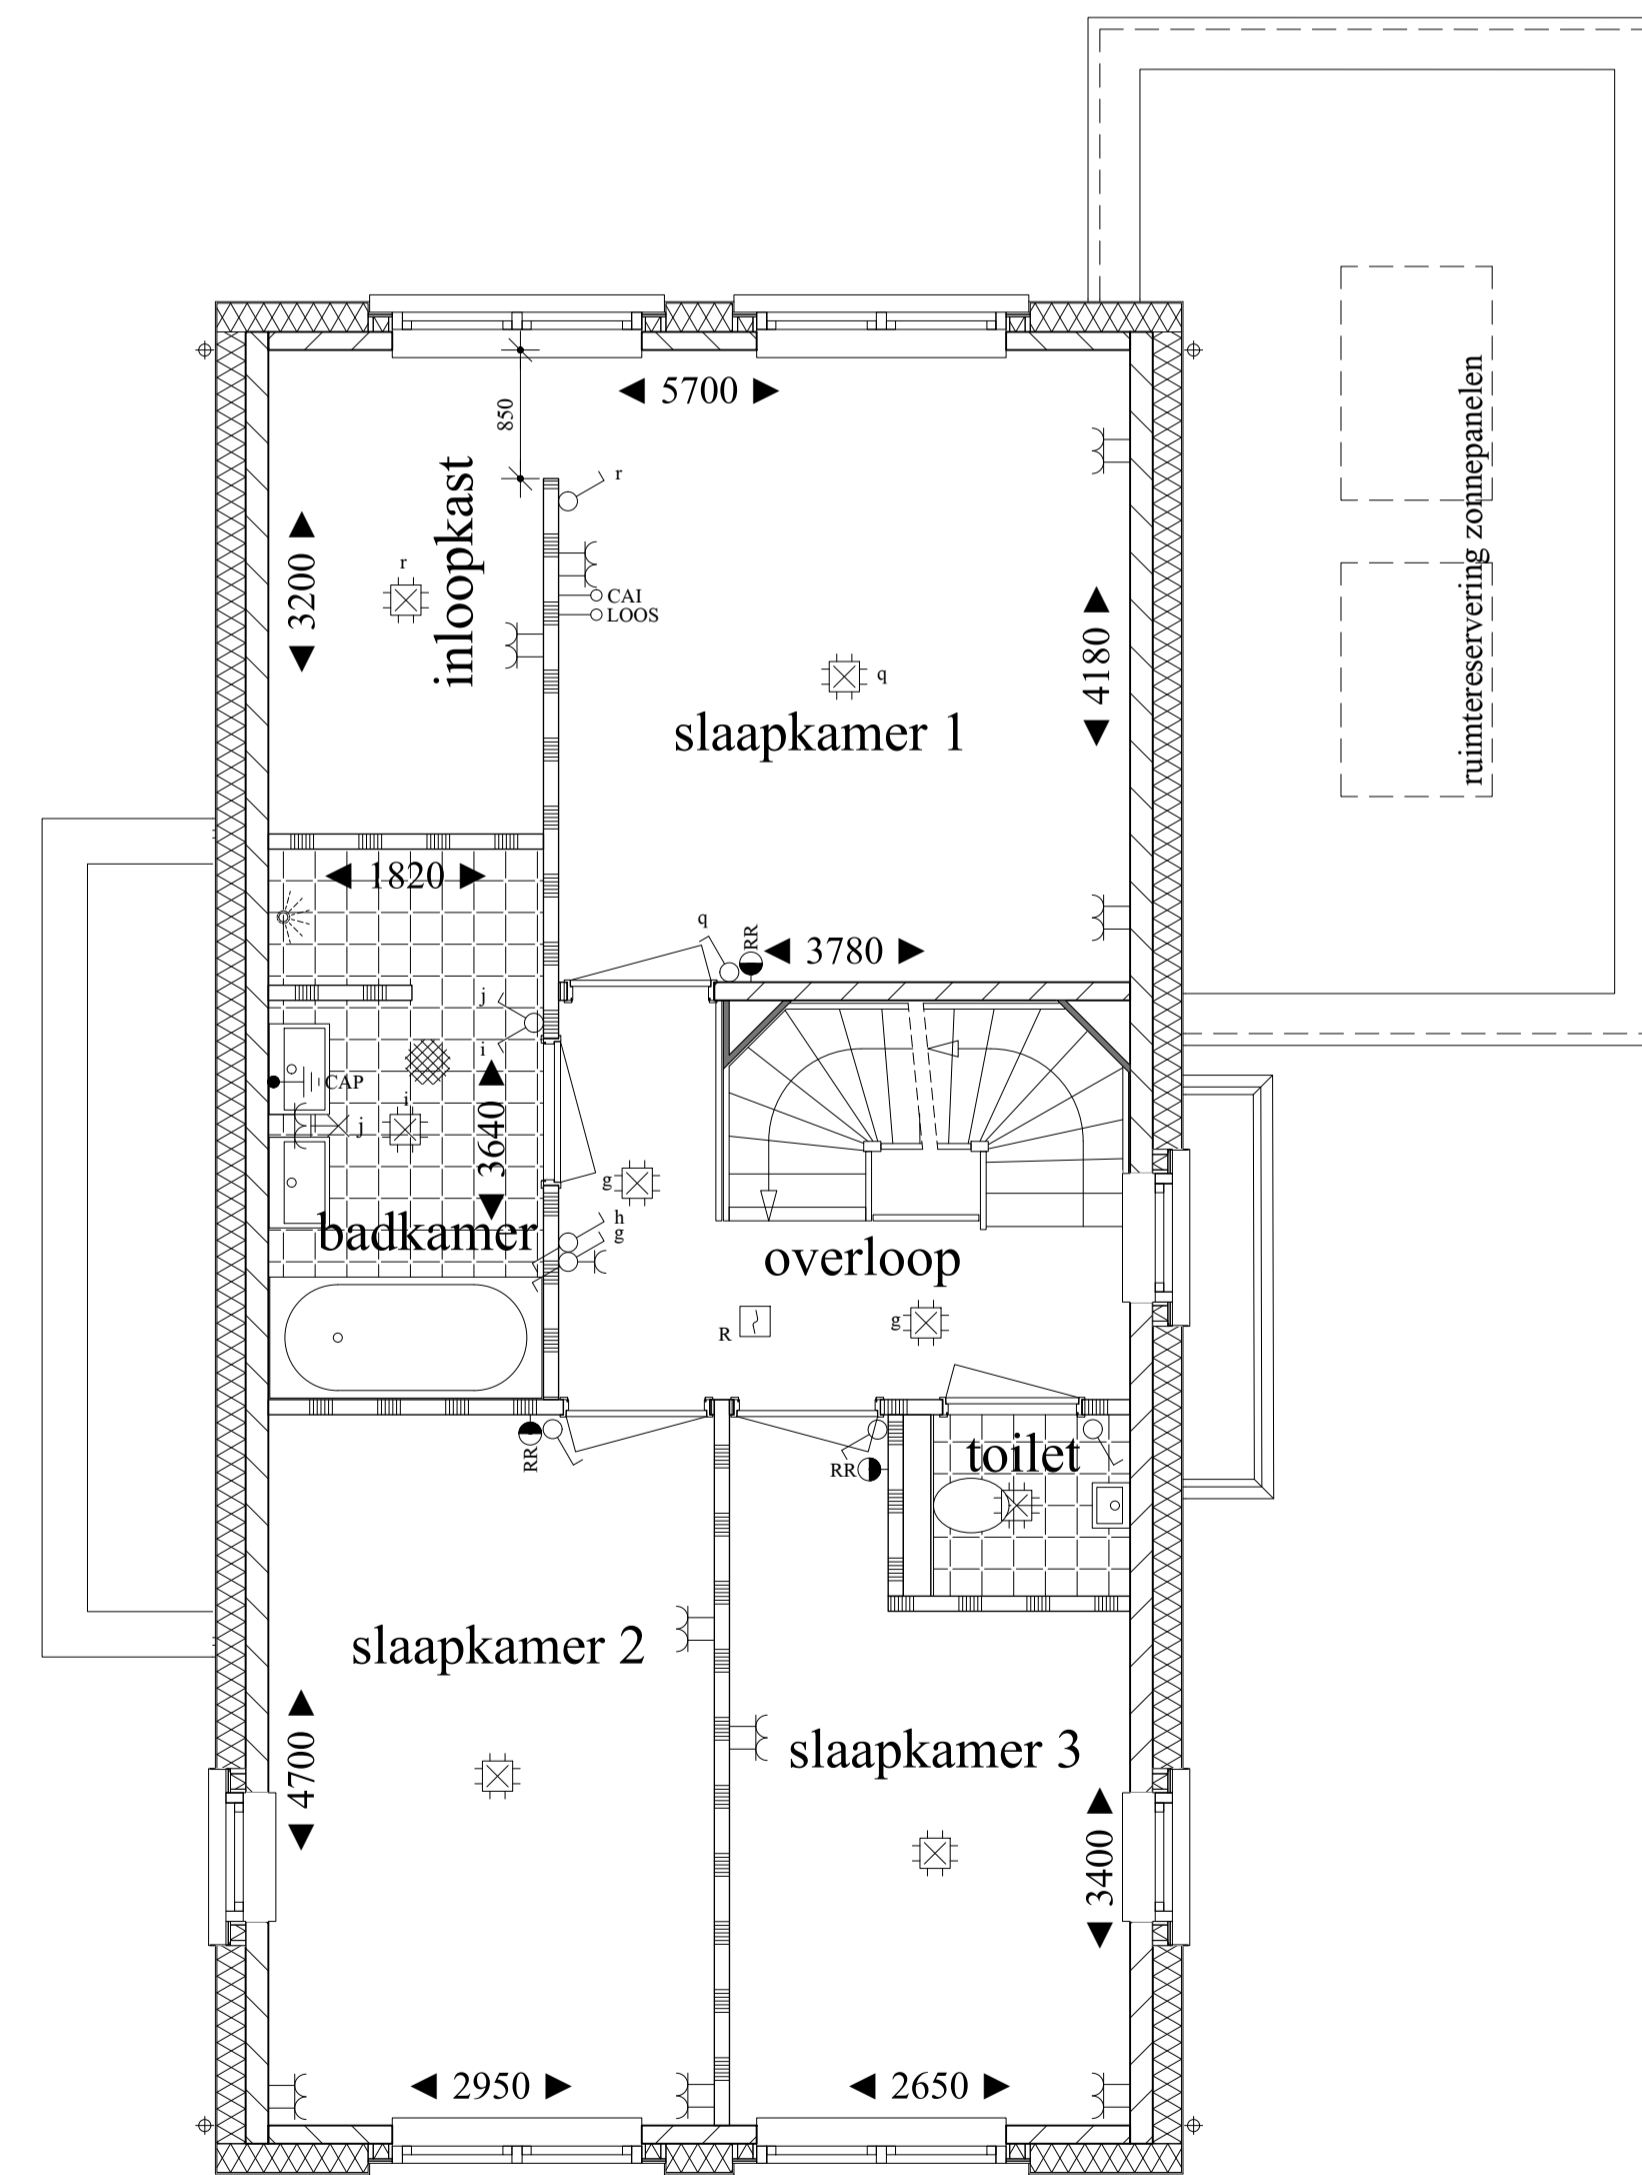 5700
850
r
inloopkast
3200
r
CAI
LOOS
4180
q
slaapkamer 1
ruimtereservering zonnepanelen
1820
q
RR
3780
j
i
CAP
i
j
3640
g
h
g
badkamer
overloop
R
g
RR
RR
toilet
slaapkamer 2
slaapkamer 3
4700
3400
2950
2650